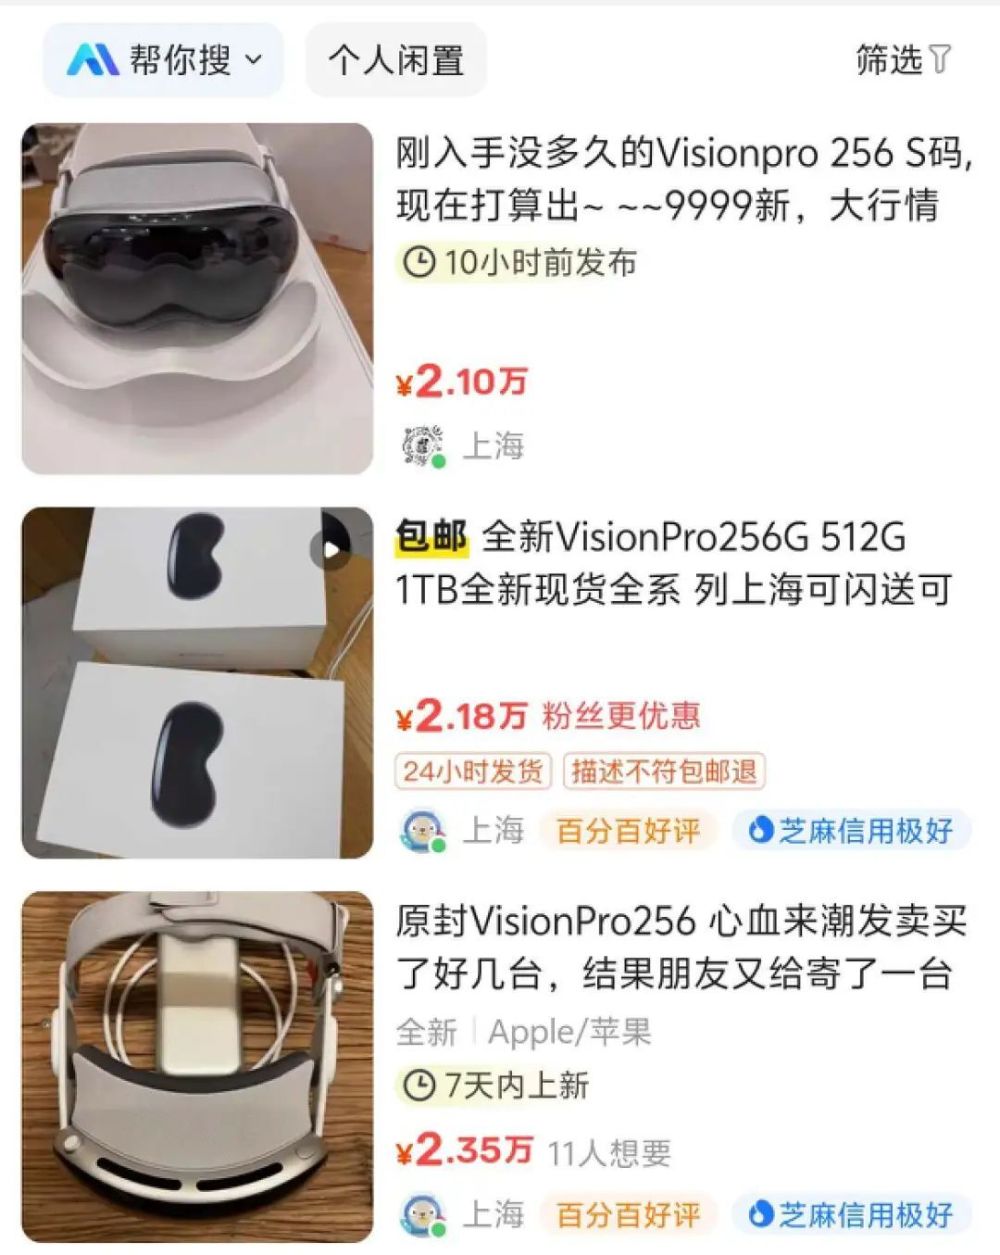 帮你搜
个人闲置
筛选
刚入手没多久的Visionpro 256 S码,
现在打算出~ ~~9999新，大行情
10小时前发布
¥2.10万
上海
包邮 全新VisionPro256G 512G
1TB全新现货全系 列上海可闪送可
¥2.18万 粉丝更优惠
24小时发货 描述不符包邮退
上海 百分百好评 芝麻信用极好
原封VisionPro256 心血来潮发卖买
了好几台，结果朋友又给寄了一台
全新 | Apple/苹果
7天内上新
¥2.35万 11人想要
上海 百分百好评 芝麻信用极好